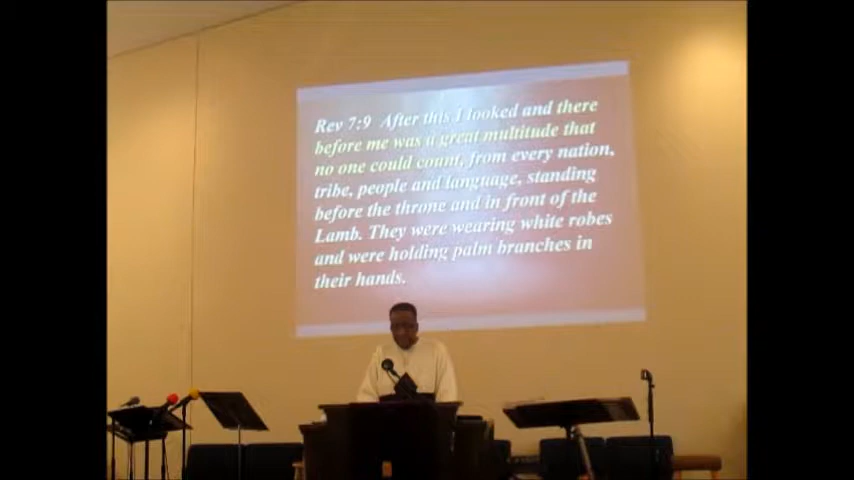 Rev 7:9 After this I looked and there
before me was a great multitude that
no one could count, from every nation,
tribe, people and language, standing
before the throne and in front of the
Lamb. They were wearing white robes
and were holding palm branches in
their hands.